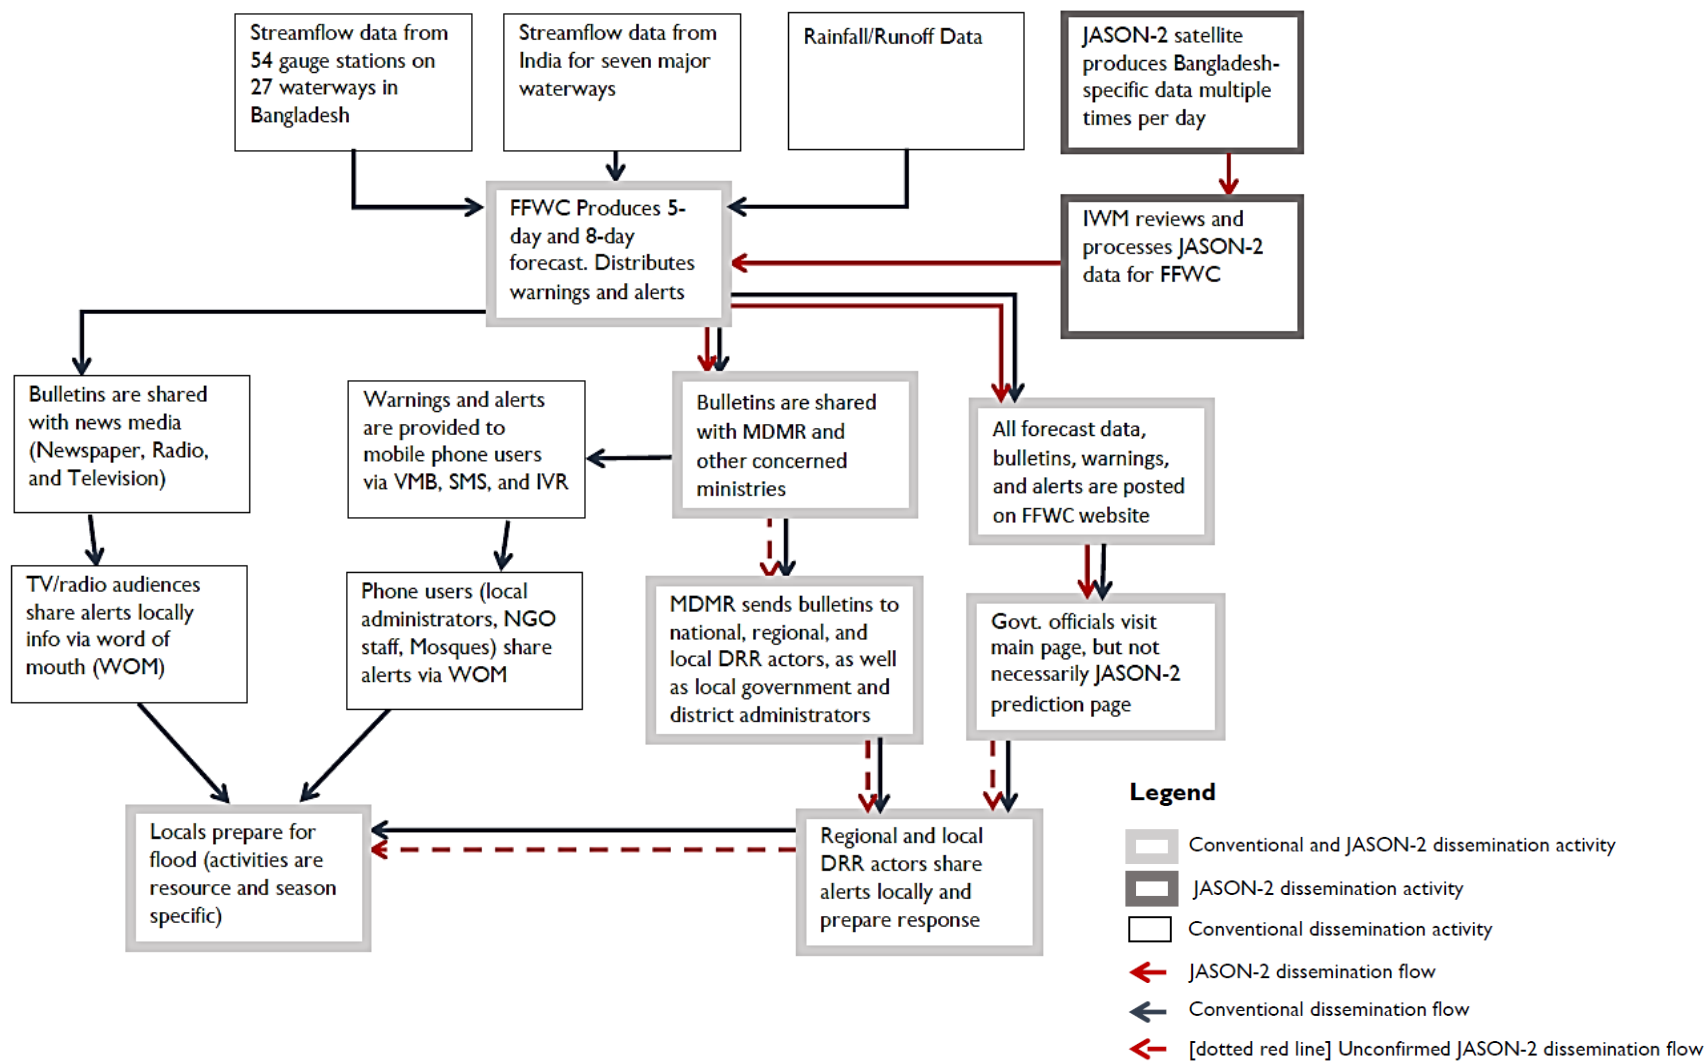 Streamflow data from
54 gauge stations on
27 waterways in
Bangladesh
Streamflow data from
India for seven major
waterways
Rainfall/Runoff Data
JASON-2 satellite
produces Bangladesh-
specific data multiple
times per day
FFWC Produces 5-
day and 8-day
forecast. Distributes
warnings and alerts
IWM reviews and
processes JASON-2
data for FFWC
Bulletins are shared
with news media
(Newspaper, Radio,
and Television)
Warnings and alerts
are provided to
mobile phone users
via VMB, SMS, and IVR
Bulletins are shared
with MDMR and
other concerned
ministries
All forecast data,
bulletins, warnings,
and alerts are posted
on FFWC website
TV/radio audiences
share alerts locally
info via word of
mouth (WOM)
Phone users (local
administrators, NGO
staff, Mosques) share
alerts via WOM
MDMR sends bulletins to
national, regional, and
local DRR actors, as well
as local government and
district administrators
Govt. officials visit
main page, but not
necessarily JASON-2
prediction page
Locals prepare for
flood (activities are
resource and season
specific)
Regional and local
DRR actors share
alerts locally and
prepare response
Legend
Conventional and JASON-2 dissemination activity
JASON-2 dissemination activity
Conventional dissemination activity
JASON-2 dissemination flow
Conventional dissemination flow
[dotted red line] Unconfirmed JASON-2 dissemination flow